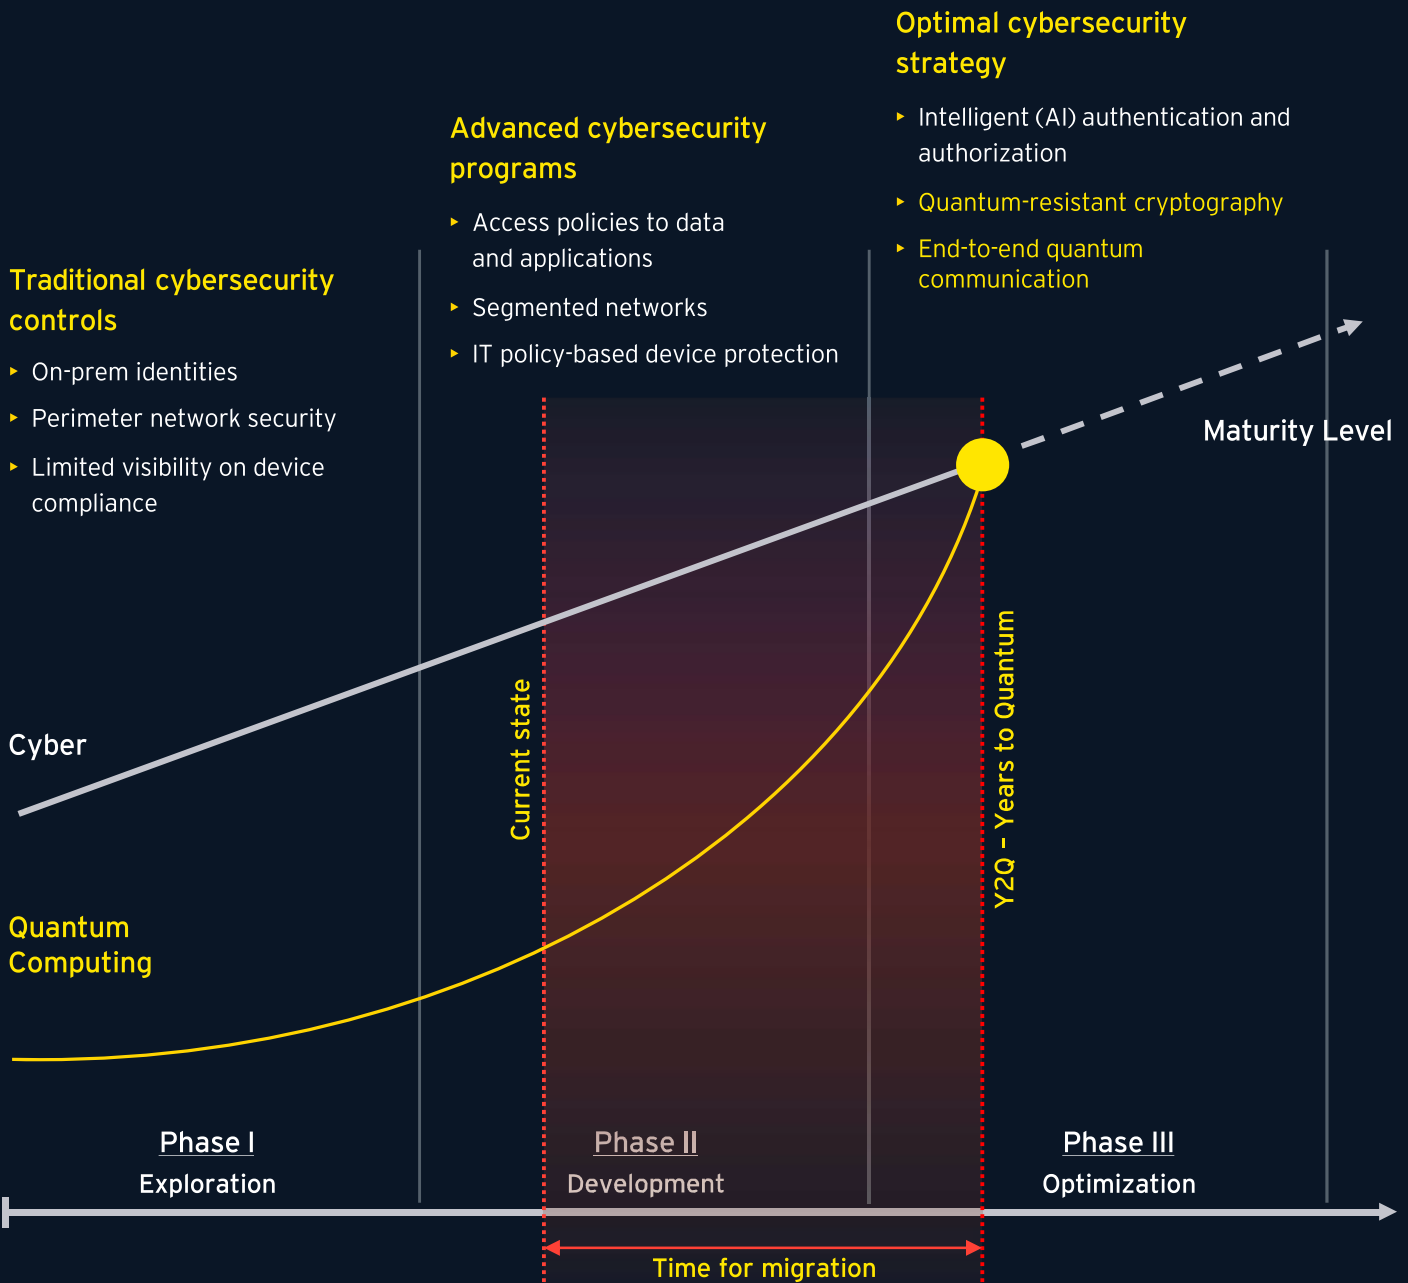 Optimal cybersecurity
strategy
Intelligent (AI) authentication and
authorization
Quantum-resistant cryptography
End-to-end quantum
communication
Advanced cybersecurity
programs
Access policies to data
and applications
Segmented networks
IT policy-based device protection
Traditional cybersecurity
controls
On-prem identities
Perimeter network security
Limited visibility on device
compliance
Maturity Level
Cyber
Quantum
Computing
Current state
Y2Q – Years to Quantum
Phase I
Exploration
Phase II
Development
Phase III
Optimization
Time for migration